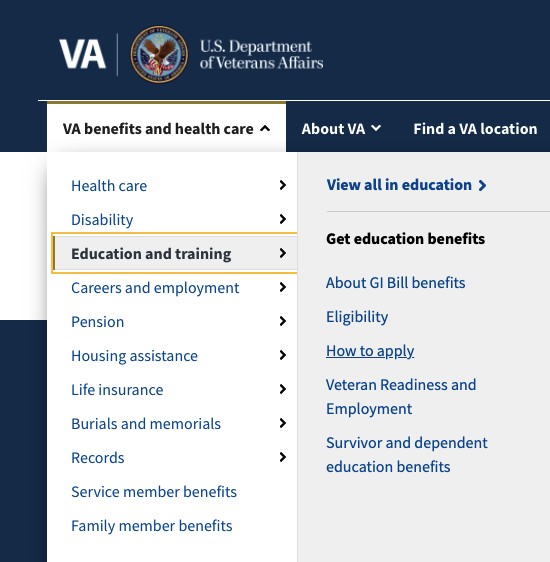 VA
U.S. Department
of Veterans Affairs
VA benefits and health care
About VA
Find a VA location
Health care
Disability
Education and training
Careers and employment
Pension
Housing assistance
Life insurance
Burials and memorials
Records
Service member benefits
Family member benefits
View all in education
Get education benefits
About GI Bill benefits
Eligibility
How to apply
Veteran Readiness and
Employment
Survivor and dependent
education benefits